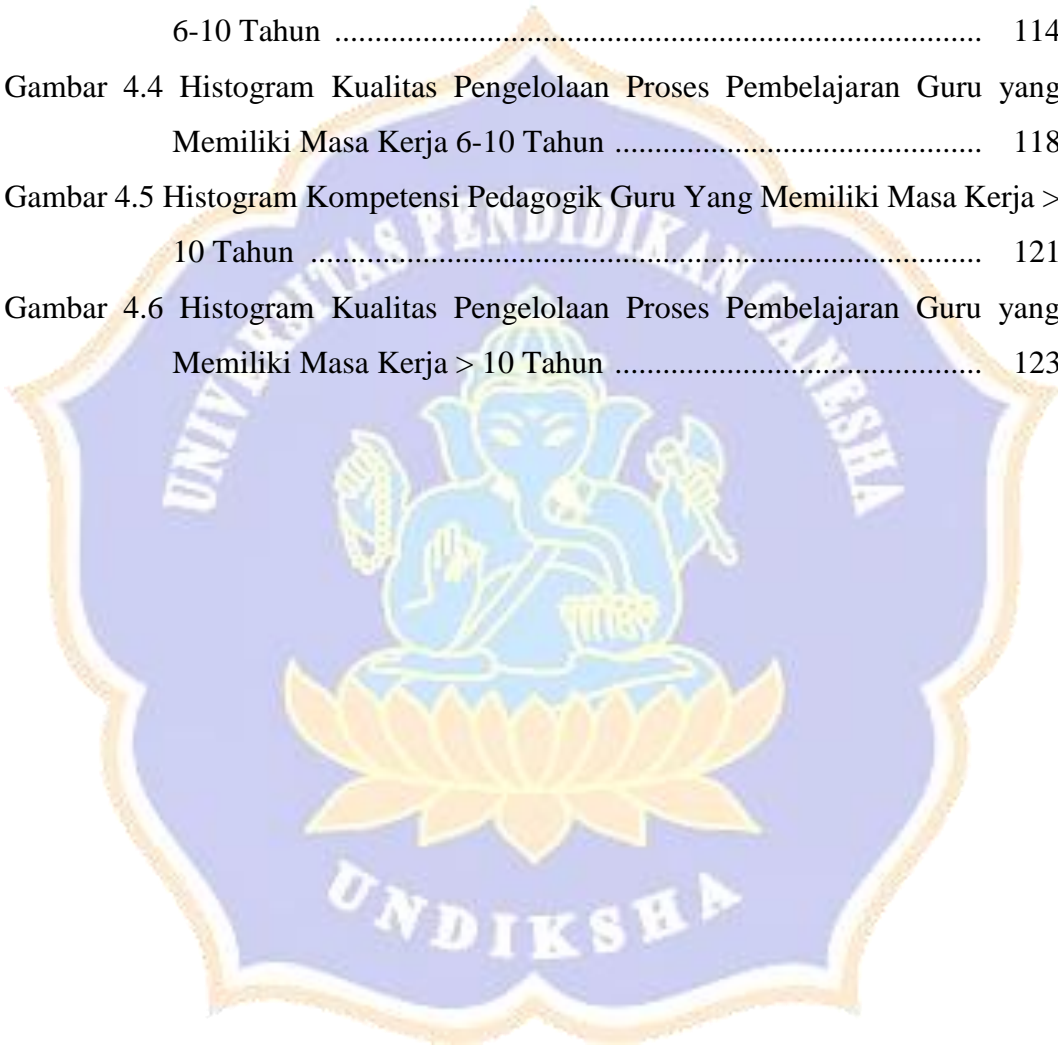 6-10 Tahun ................................................................................ 114
Gambar 4.4 Histogram Kualitas Pengelolaan Proses Pembelajaran Guru yang
Memiliki Masa Kerja 6-10 Tahun ............................................. 118
Gambar 4.5 Histogram Kompetensi Pedagogik Guru Yang Memiliki Masa Kerja >
10 Tahun ................................................................................... 121
Gambar 4.6 Histogram Kualitas Pengelolaan Proses Pembelajaran Guru yang
Memiliki Masa Kerja > 10 Tahun ............................................. 123
UNIVERSITAS PENDIDIKAN GANESHA
UNDIKSHA